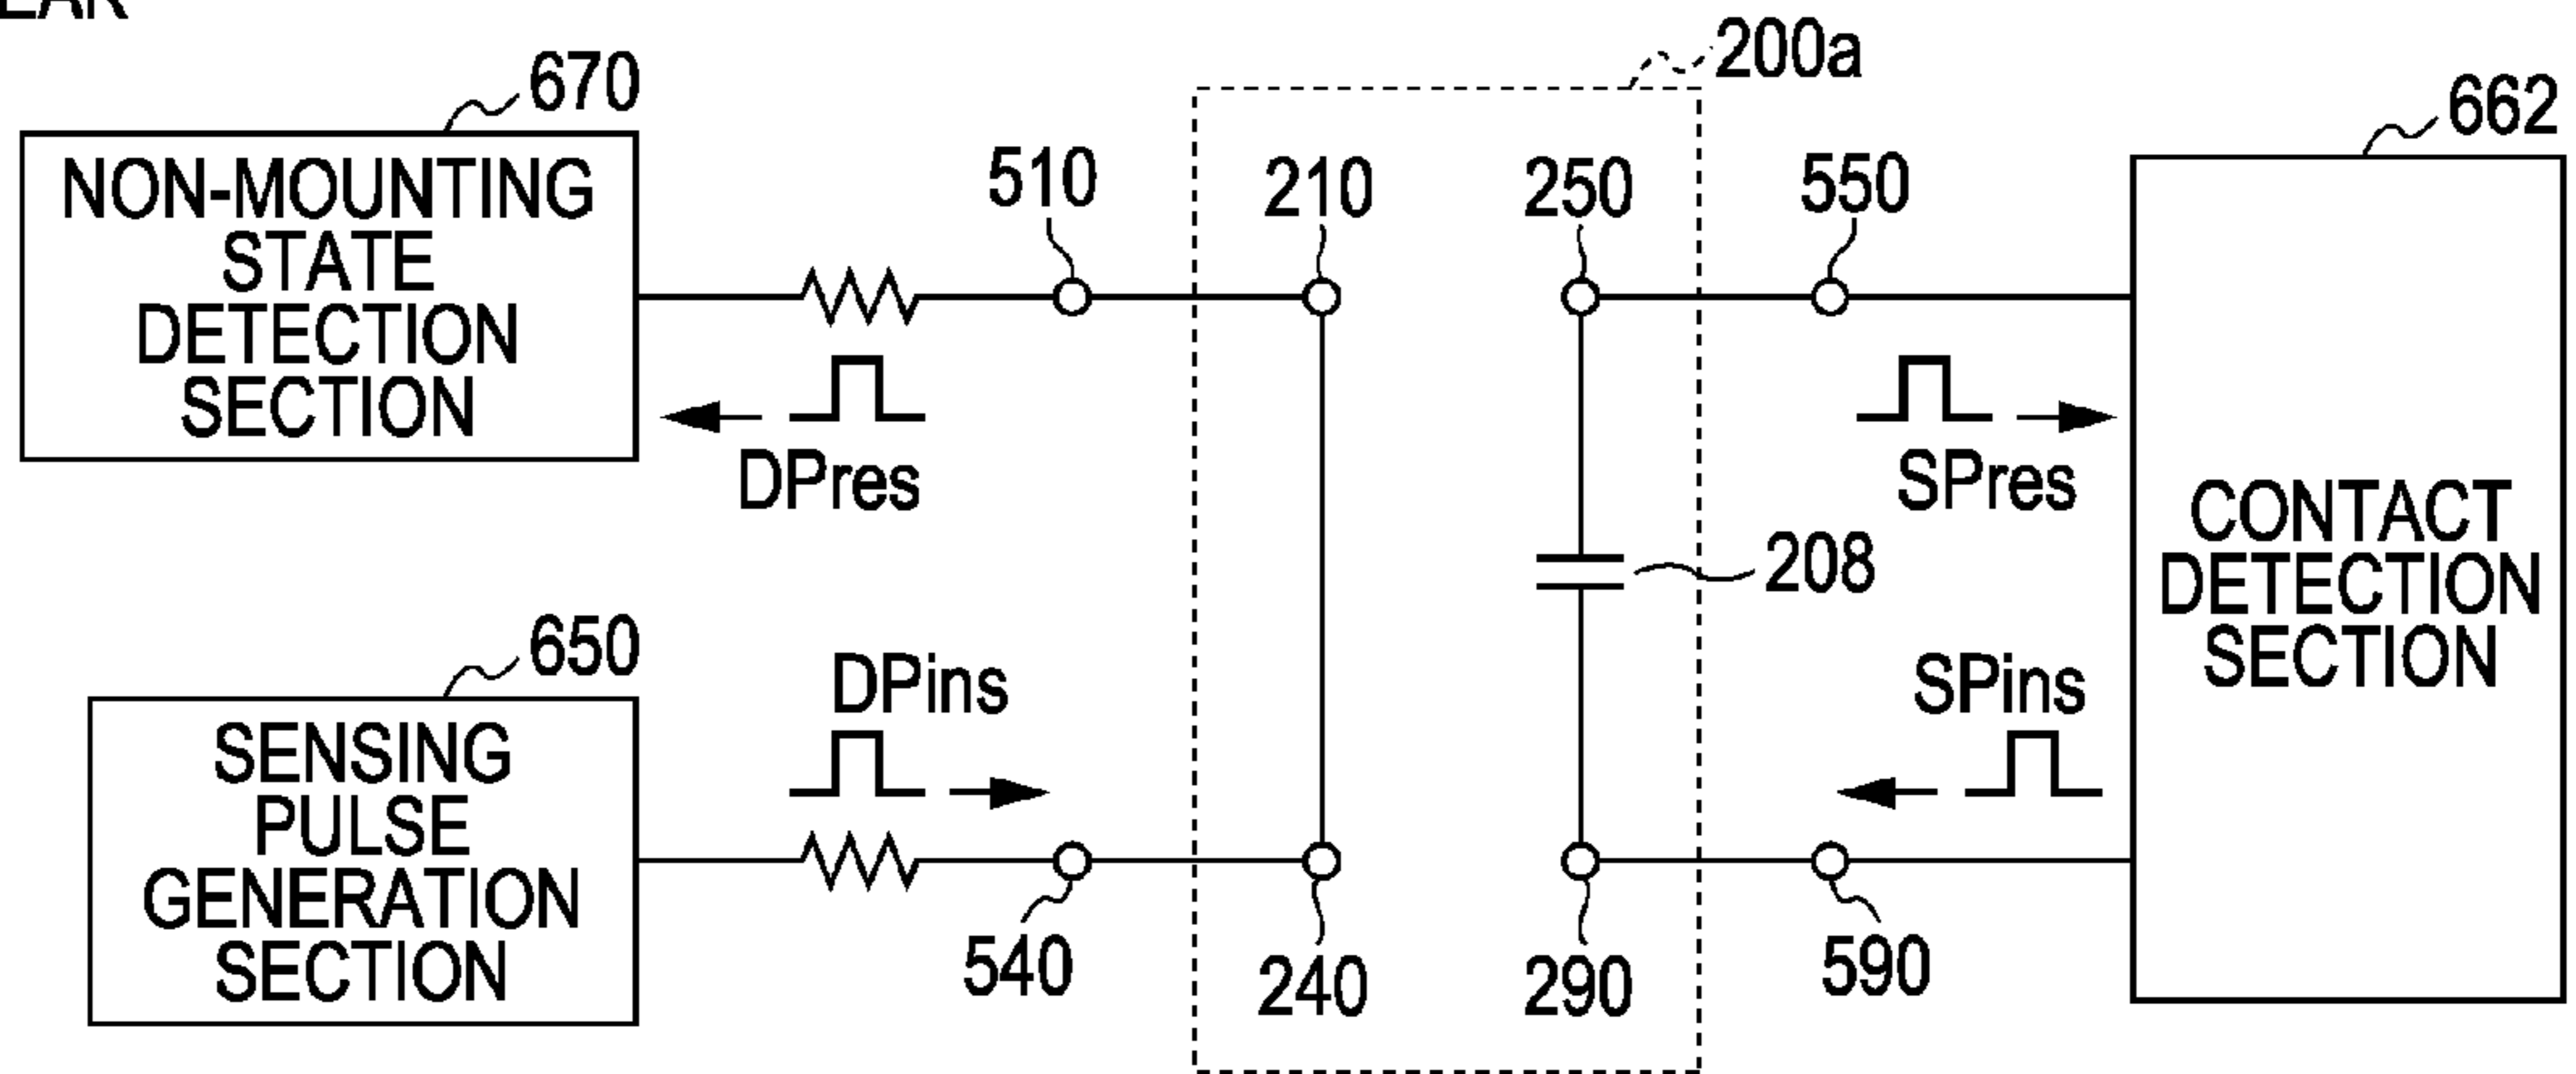 200a
670
662
NON-MOUNTING
STATE
DETECTION
SECTION
510
210
250
550
DPres
SPres
208
CONTACT
DETECTION
SECTION
650
SENSING
PULSE
GENERATION
SECTION
DPins
SPins
540
240
290
590